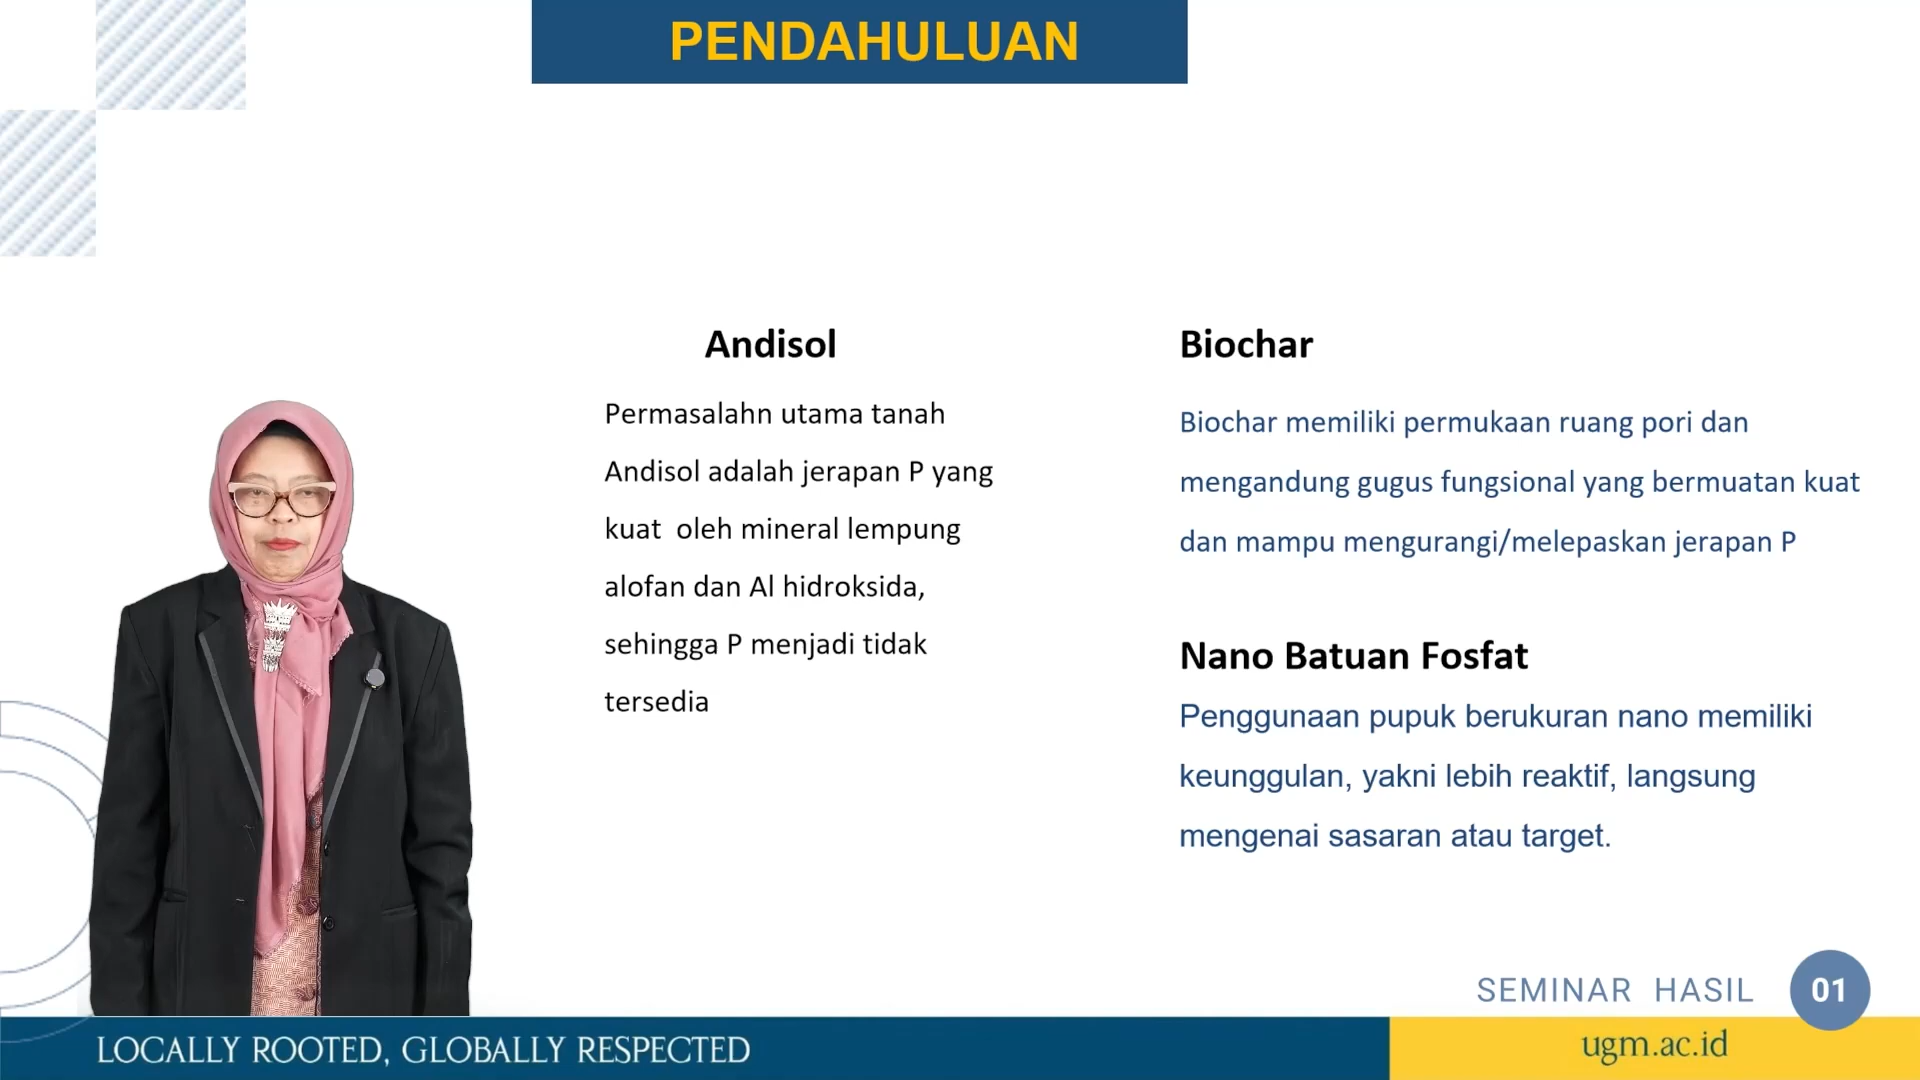 PENDAHULUAN
Andisol
Permasalahn utama tanah
Andisol adalah jerapan P yang
kuat  oleh mineral lempung
alofan dan Al hidroksida,
sehingga P menjadi tidak
tersedia
Biochar
Biochar memiliki permukaan ruang pori dan
mengandung gugus fungsional yang bermuatan kuat
dan mampu mengurangi/melepaskan jerapan P
Nano Batuan Fosfat
Penggunaan pupuk berukuran nano memiliki
keunggulan, yakni lebih reaktif, langsung
mengenai sasaran atau target.
SEMINAR HASIL 01
LOCALLY ROOTED, GLOBALLY RESPECTED
ugm.ac.id